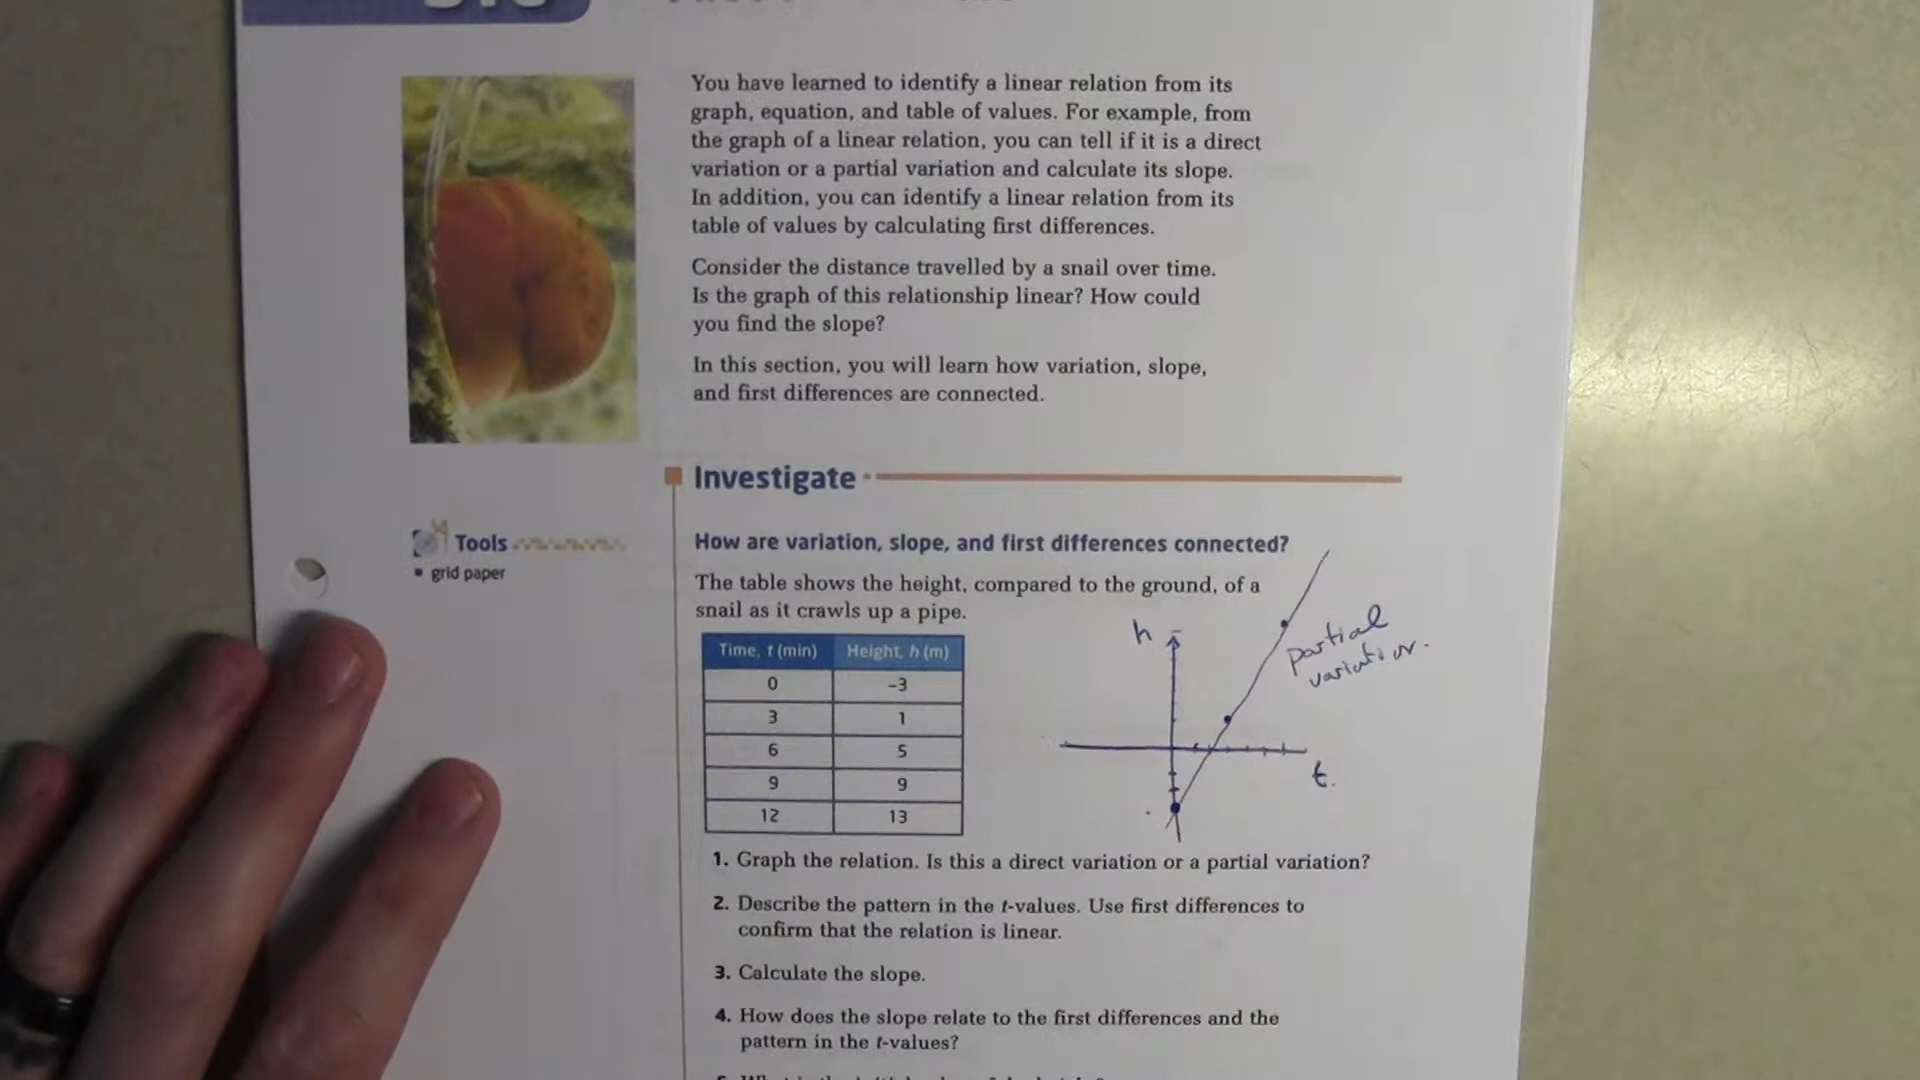 You have learned to identify a linear relation from its
graph, equation, and table of values. For example, from
the graph of a linear relation, you can tell if it is a direct
variation or a partial variation and calculate its slope.
In addition, you can identify a linear relation from its
table of values by calculating first differences.
Consider the distance travelled by a snail over time.
Is the graph of this relationship linear? How could
you find the slope?
In this section, you will learn how variation, slope,
and first differences are connected.
Investigate
Tools
grid paper
How are variation, slope, and first differences connected?
The table shows the height, compared to the ground, of a
snail as it crawls up a pipe.
Time, t (min) Height, h (m)
0 -3
3 1
6 5
9 9
12 13
h
partial
variation.
t.
1. Graph the relation. Is this a direct variation or a partial variation?
2. Describe the pattern in the t-values. Use first differences to
confirm that the relation is linear.
3. Calculate the slope.
4. How does the slope relate to the first differences and the
pattern in the t-values?